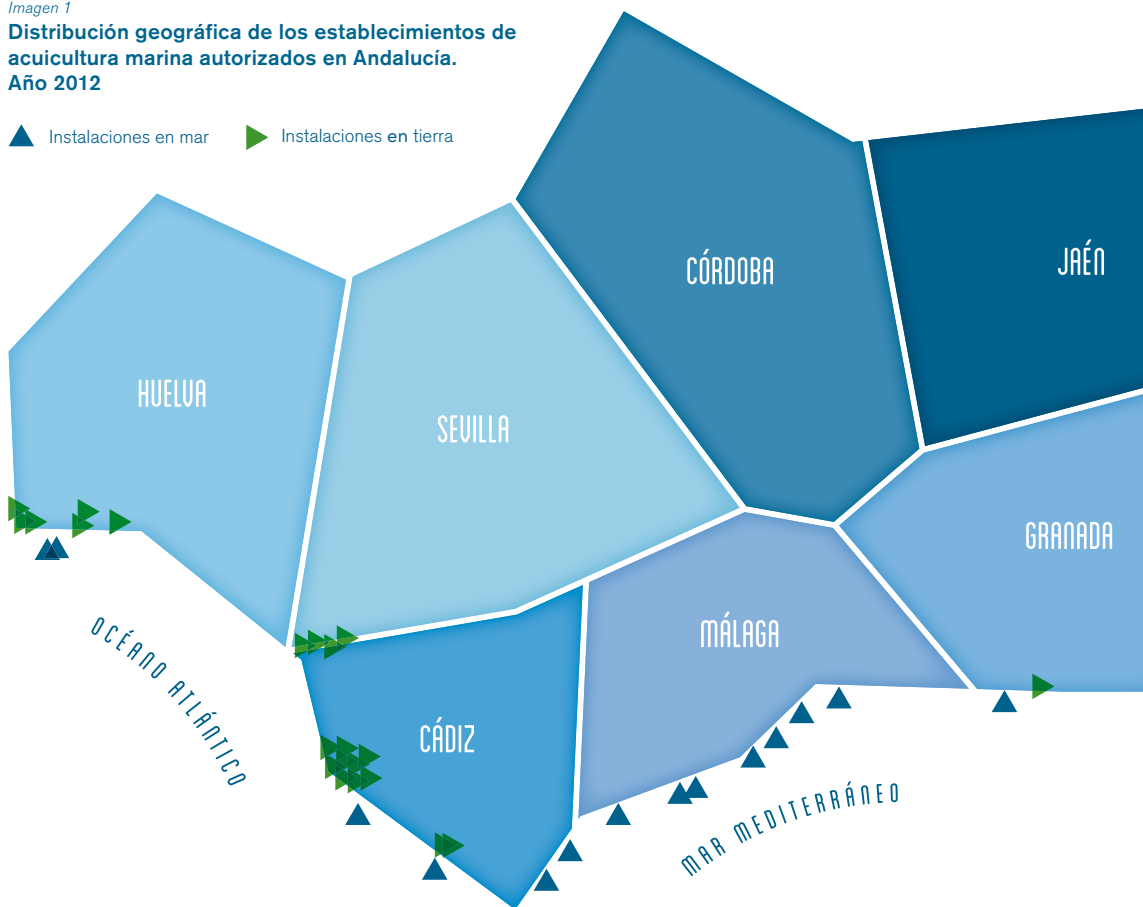 Imagen 1
Distribución geográfica de los establecimientos de
acuicultura marina autorizados en Andalucía.
Año 2012
Instalaciones en mar
Instalaciones en tierra
CÓRDOBA
JAÉN
HUELVA
SEVILLA
GRANADA
MÁLAGA
OCÉANO ATLÁNTICO
CÁDIZ
MAR MEDITERRÁNEO